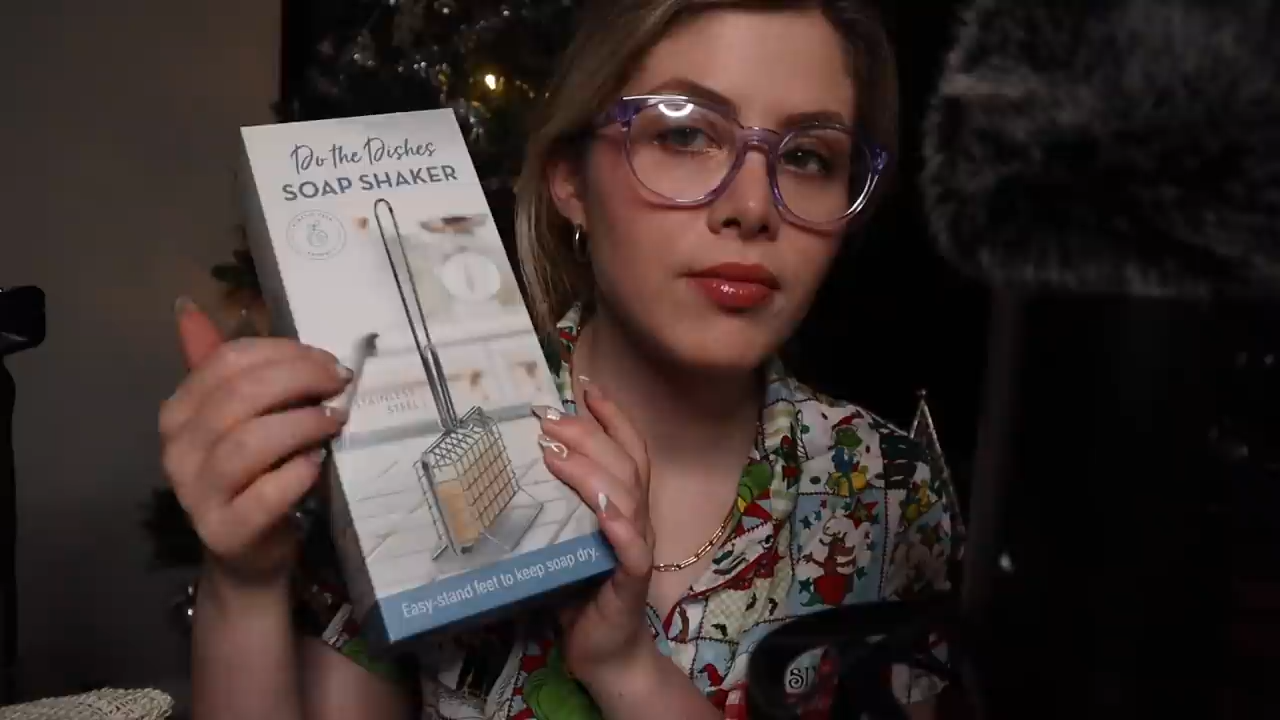 Do the Dishes
SOAP SHAKER
STAINLESS
STEEL
Easy-stand feet to keep soap dry.